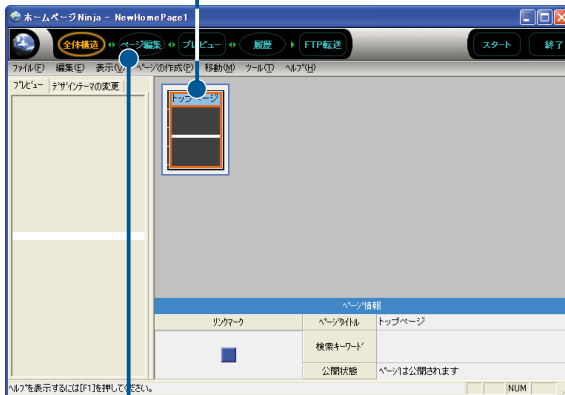 ホームページNinja - NewHomePage1
全体構造 ページ編集 プレビュー 履歴 FTP転送 スタート 終了
ファイル(F) 編集(E) 表示(V) ページの作成(P) 移動(M) ツール(T) ヘルプ(H)
プレビュー デザインテーマの変更
トップページ
ページ情報
リンクマーク ページタイトル トップページ
検索キーワード
公開状態 ページは公開されます
ヘルプを表示するには[F1]を押してください。 NUM